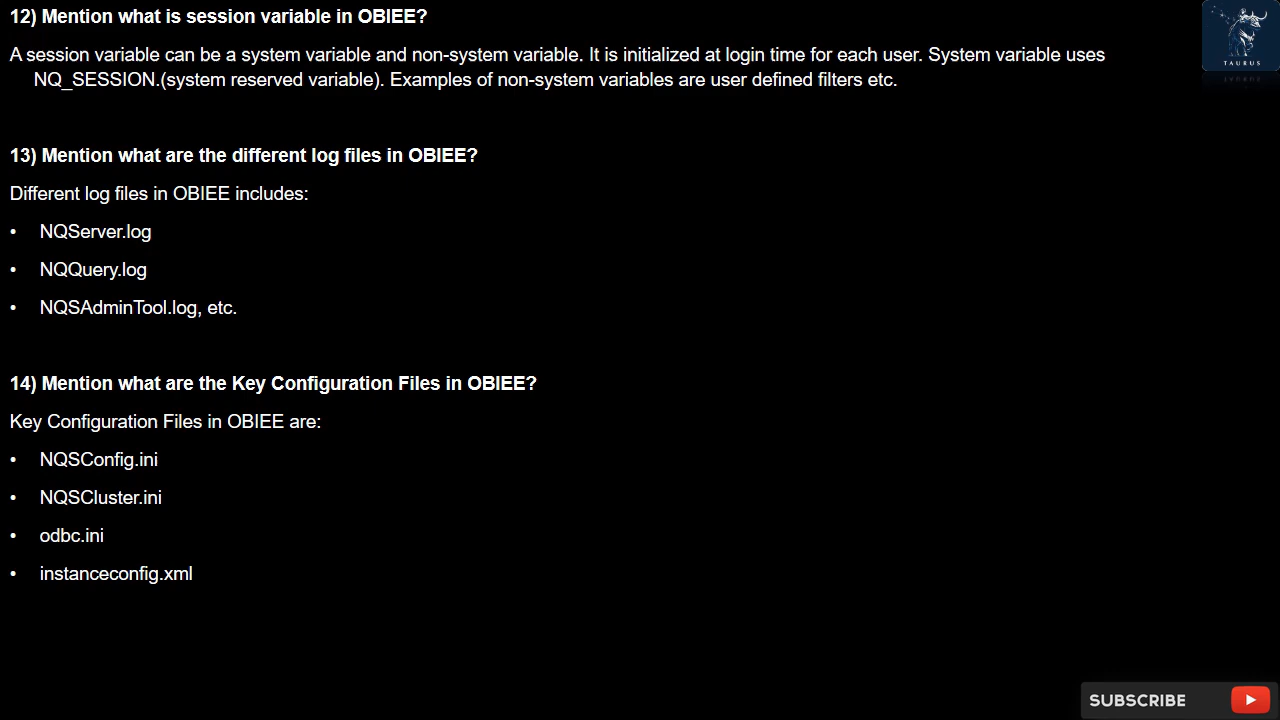 12) Mention what is session variable in OBIEE?
A session variable can be a system variable and non-system variable. It is initialized at login time for each user. System variable uses
NQ_SESSION.(system reserved variable). Examples of non-system variables are user defined filters etc.
13) Mention what are the different log files in OBIEE?
Different log files in OBIEE includes:
• NQServer.log
• NQQuery.log
• NQSAdminTool.log, etc.
14) Mention what are the Key Configuration Files in OBIEE?
Key Configuration Files in OBIEE are:
• NQSConfig.ini
• NQSCluster.ini
• odbc.ini
• instanceconfig.xml
TAURUS
SUBSCRIBE